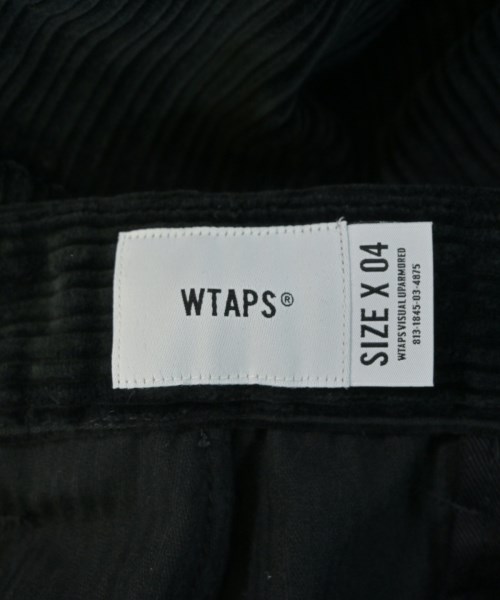 WTAPS®
SIZE X 04
WTAPS VISUAL UPARMORED
813-1845-03-4875